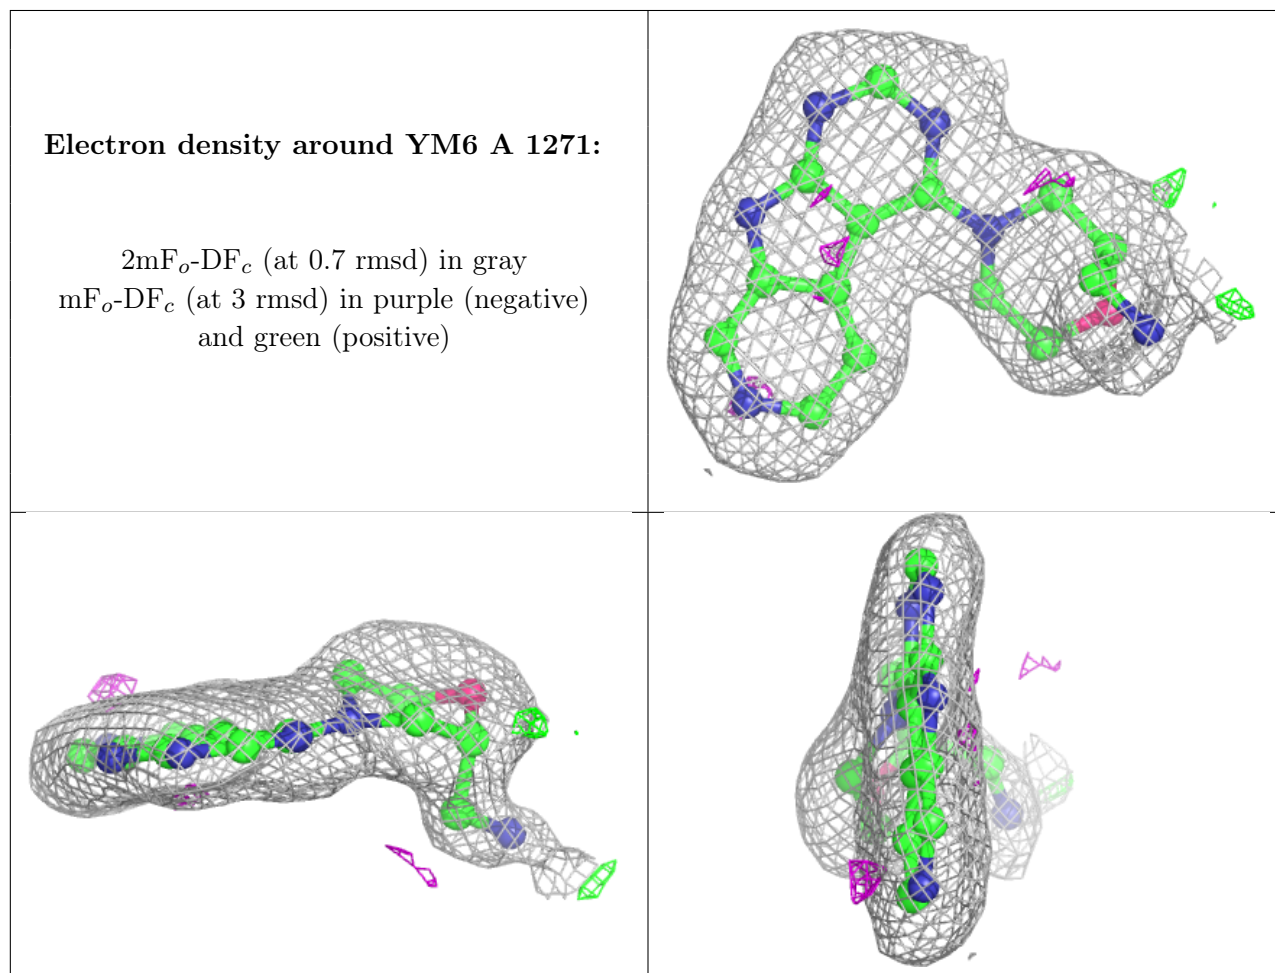 Electron density around YM6 A 1271:
2mFo-DFc (at 0.7 rmsd) in gray
mFo-DFc (at 3 rmsd) in purple (negative)
and green (positive)